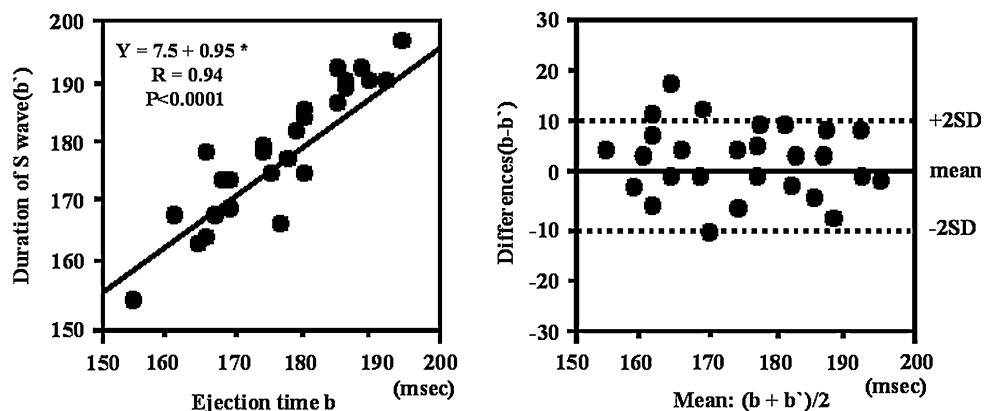 Y = 7.5 + 0.95 *
R = 0.94
P<0.0001
Duration of S wave(b`)
200
190
180
170
160
150
150
160
170
180
190
200
(msec)
Ejection time b
Differences(b-b`)
30
20
10
0
-10
-20
-30
+2SD
mean
-2SD
150
160
170
180
190
200
(msec)
Mean: (b + b`)/2